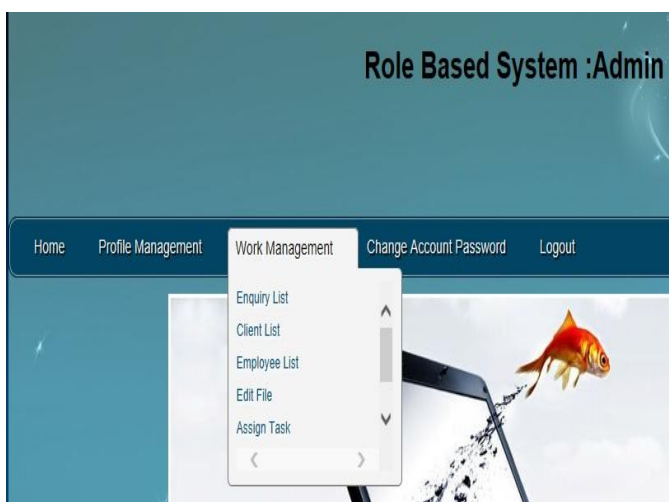 Role Based System :Admin
Home Profile Management Work Management Change Account Password Logout
Enquiry List
Client List
Employee List
Edit File
Assign Task